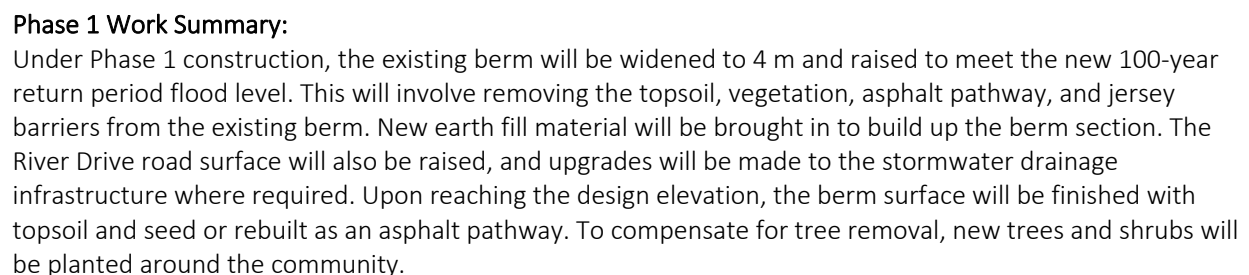 Phase 1 Work Summary:
Under Phase 1 construction, the existing berm will be widened to 4 m and raised to meet the new 100-year
return period flood level. This will involve removing the topsoil, vegetation, asphalt pathway, and jersey
barriers from the existing berm. New earth fill material will be brought in to build up the berm section. The
River Drive road surface will also be raised, and upgrades will be made to the stormwater drainage
infrastructure where required. Upon reaching the design elevation, the berm surface will be finished with
topsoil and seed or rebuilt as an asphalt pathway. To compensate for tree removal, new trees and shrubs will
be planted around the community.